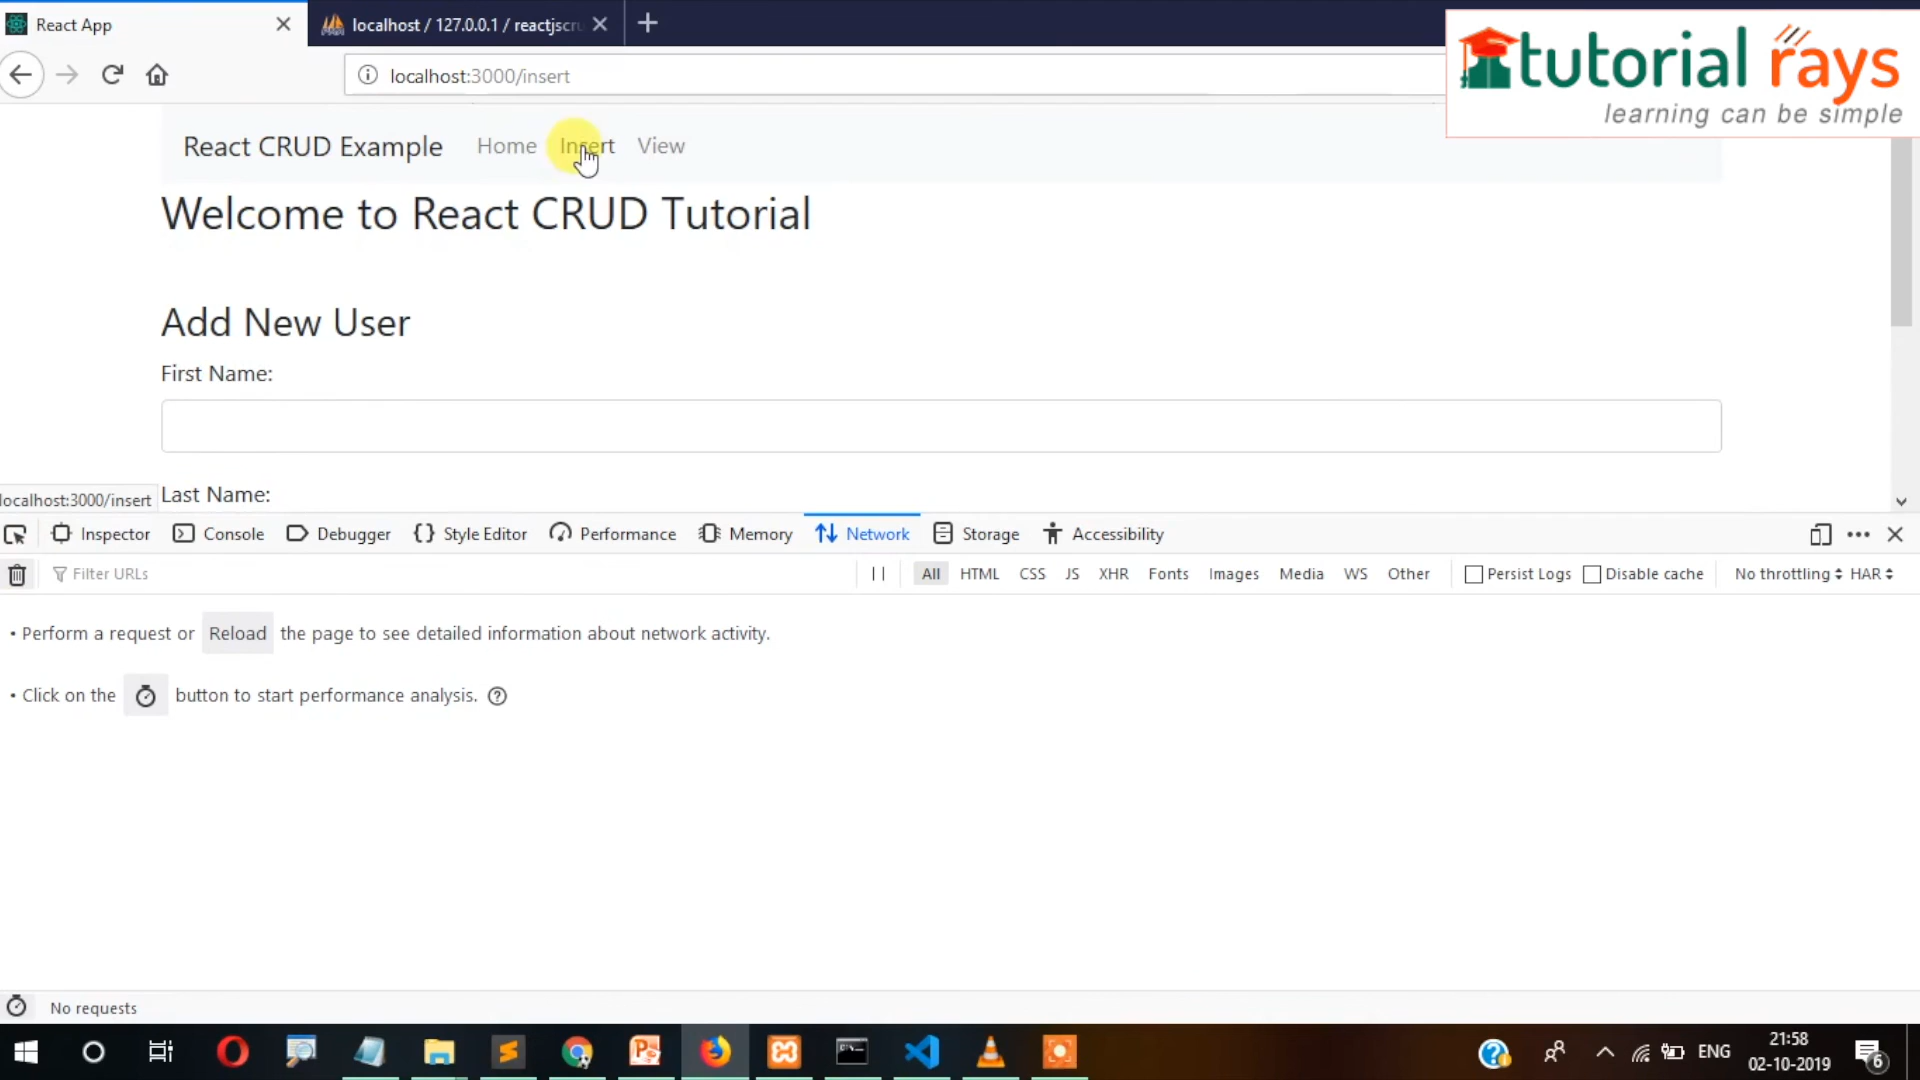 React App
localhost / 127.0.0.1 / reactjscru
tutorial rays
learning can be simple
localhost:3000/insert
React CRUD Example Home Insert View
Welcome to React CRUD Tutorial
Add New User
First Name:
Last Name:
localhost:3000/insert
Inspector Console Debugger {} Style Editor Performance Memory Network Storage Accessibility
Filter URLs All HTML CSS JS XHR Fonts Images Media WS Other Persist Logs Disable cache No throttling HAR
• Perform a request or Reload the page to see detailed information about network activity.
• Click on the button to start performance analysis.
No requests
ENG
21:58
02-10-2019
6